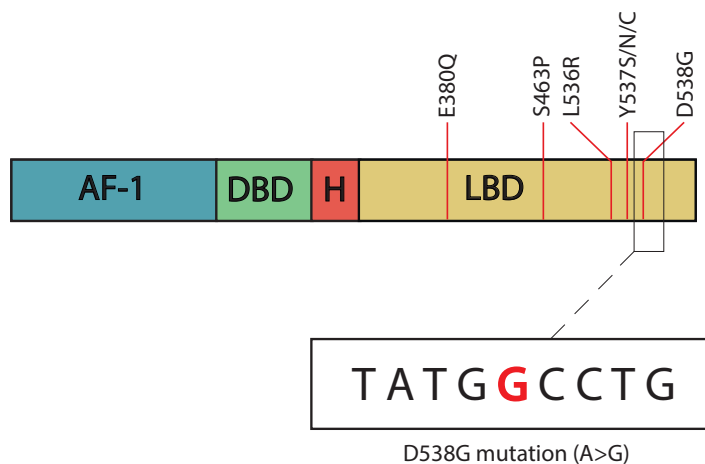 E380Q
S463P
L536R
Y537S/N/C
D538G
AF-1
DBD
H
LBD
TATGGCCTG
D538G mutation (A>G)